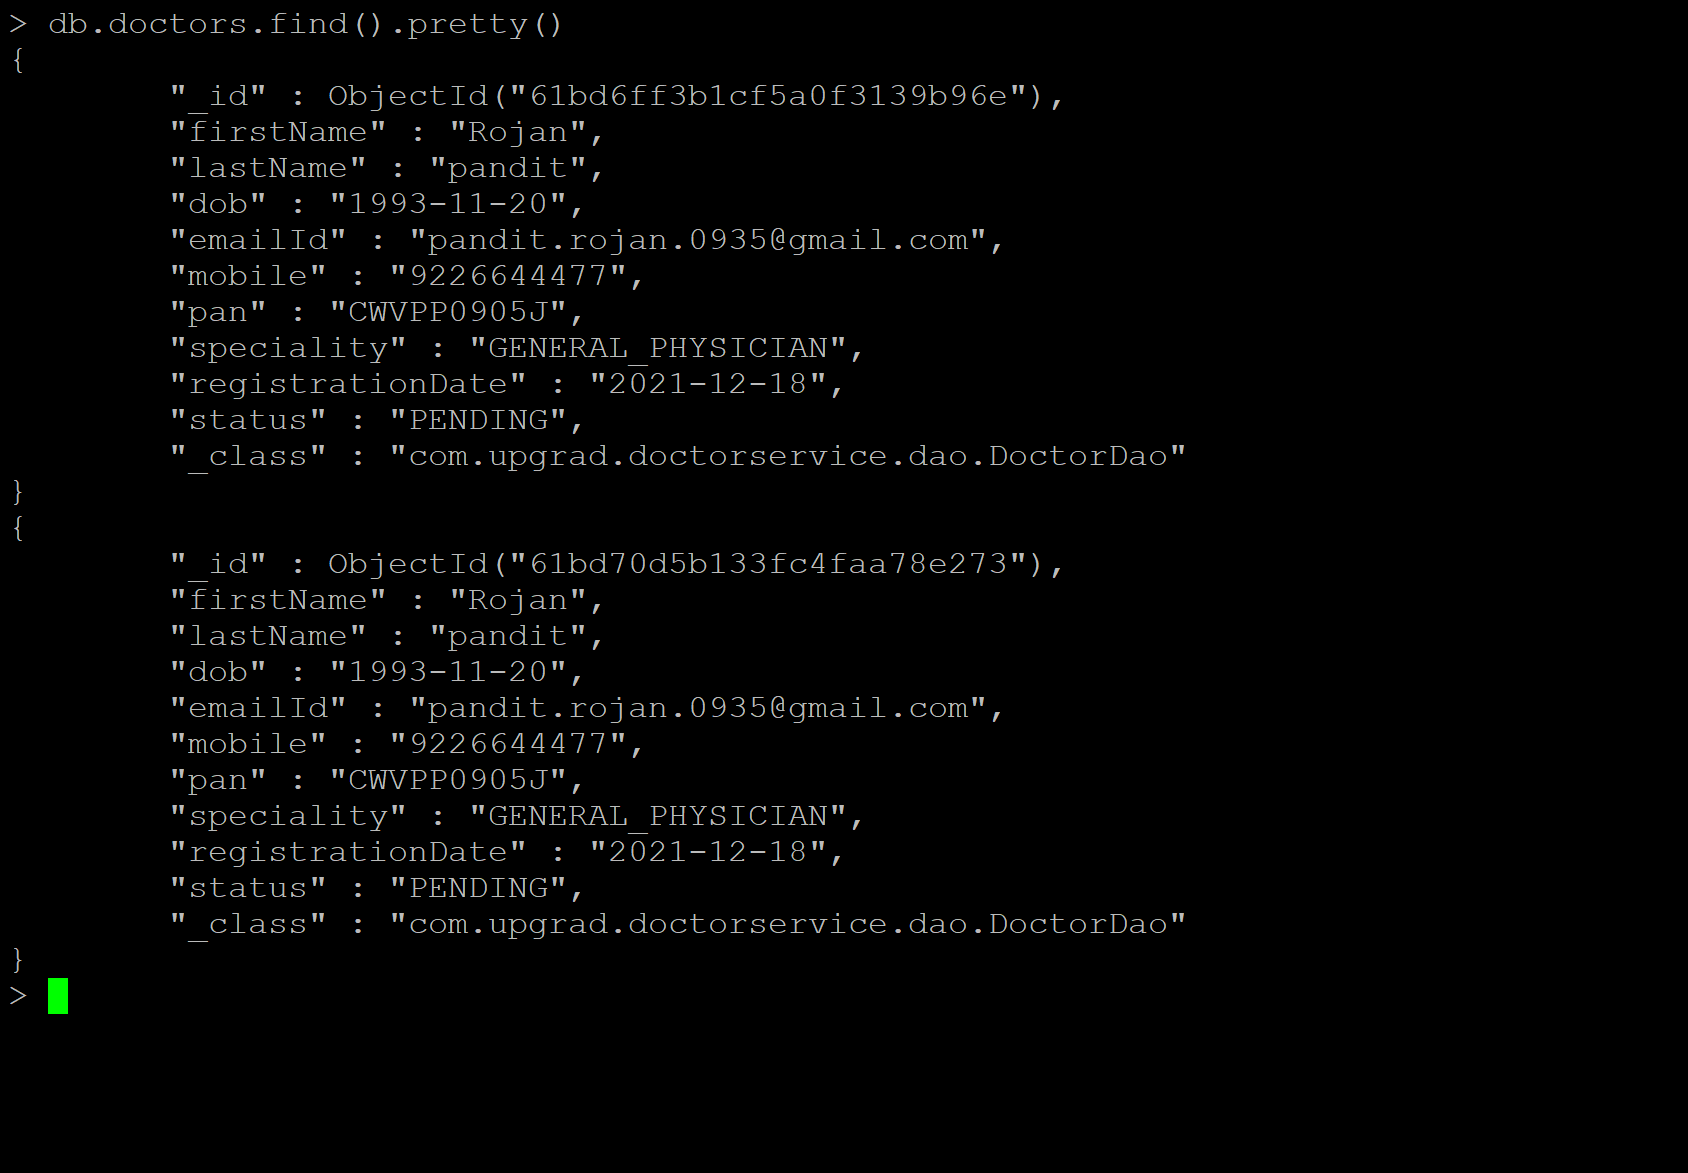 > db.doctors.find().pretty()
{
        "_id" : ObjectId("61bd6ff3b1cf5a0f3139b96e"),
        "firstName" : "Rojan",
        "lastName" : "pandit",
        "dob" : "1993-11-20",
        "emailId" : "pandit.rojan.0935@gmail.com",
        "mobile" : "9226644477",
        "pan" : "CWVPP0905J",
        "speciality" : "GENERAL_PHYSICIAN",
        "registrationDate" : "2021-12-18",
        "status" : "PENDING",
        "_class" : "com.upgrad.doctorservice.dao.DoctorDao"
}
{
        "_id" : ObjectId("61bd70d5b133fc4faa78e273"),
        "firstName" : "Rojan",
        "lastName" : "pandit",
        "dob" : "1993-11-20",
        "emailId" : "pandit.rojan.0935@gmail.com",
        "mobile" : "9226644477",
        "pan" : "CWVPP0905J",
        "speciality" : "GENERAL_PHYSICIAN",
        "registrationDate" : "2021-12-18",
        "status" : "PENDING",
        "_class" : "com.upgrad.doctorservice.dao.DoctorDao"
}
>